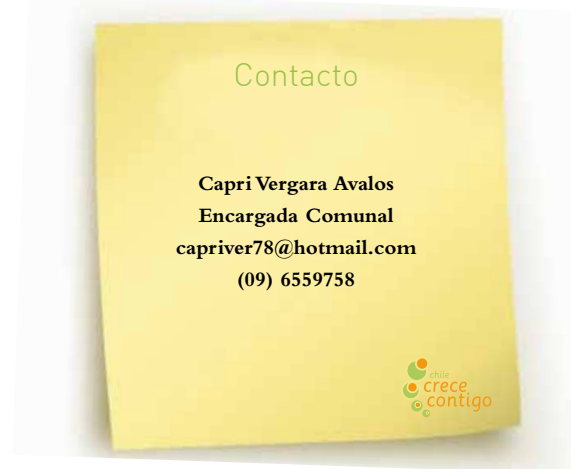 Contacto
Capri Vergara Avalos
Encargada Comunal
capriver78@hotmail.com
(09) 6559758
chile
crece
contigo